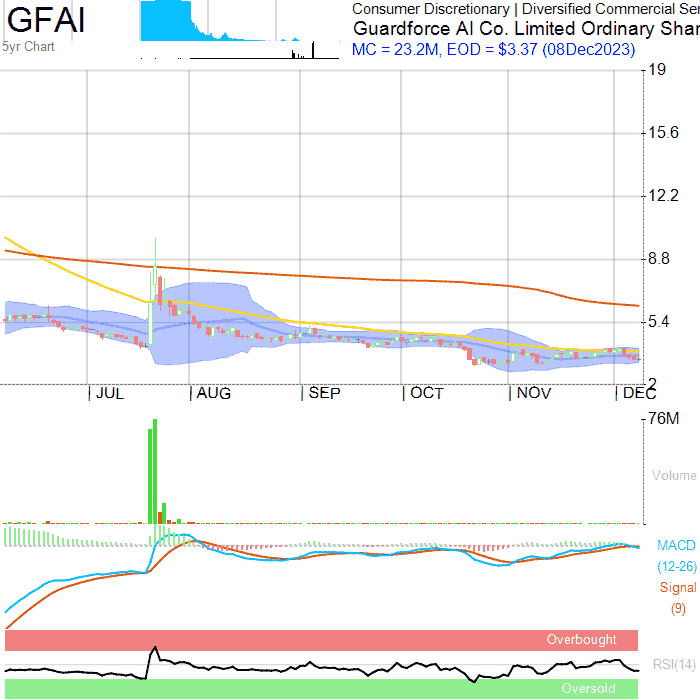 GFAI
5yr Chart
Consumer Discretionary | Diversified Commercial Ser
Guardforce AI Co. Limited Ordinary Shar
MC = 23.2M, EOD = $3.37 (08Dec2023)
19
15.6
12.2
8.8
5.4
2
| JUL | AUG | SEP | OCT | NOV | DEC
76M
Volume
MACD
(12-26)
Signal
(9)
Overbought
RSI(14)
Oversold